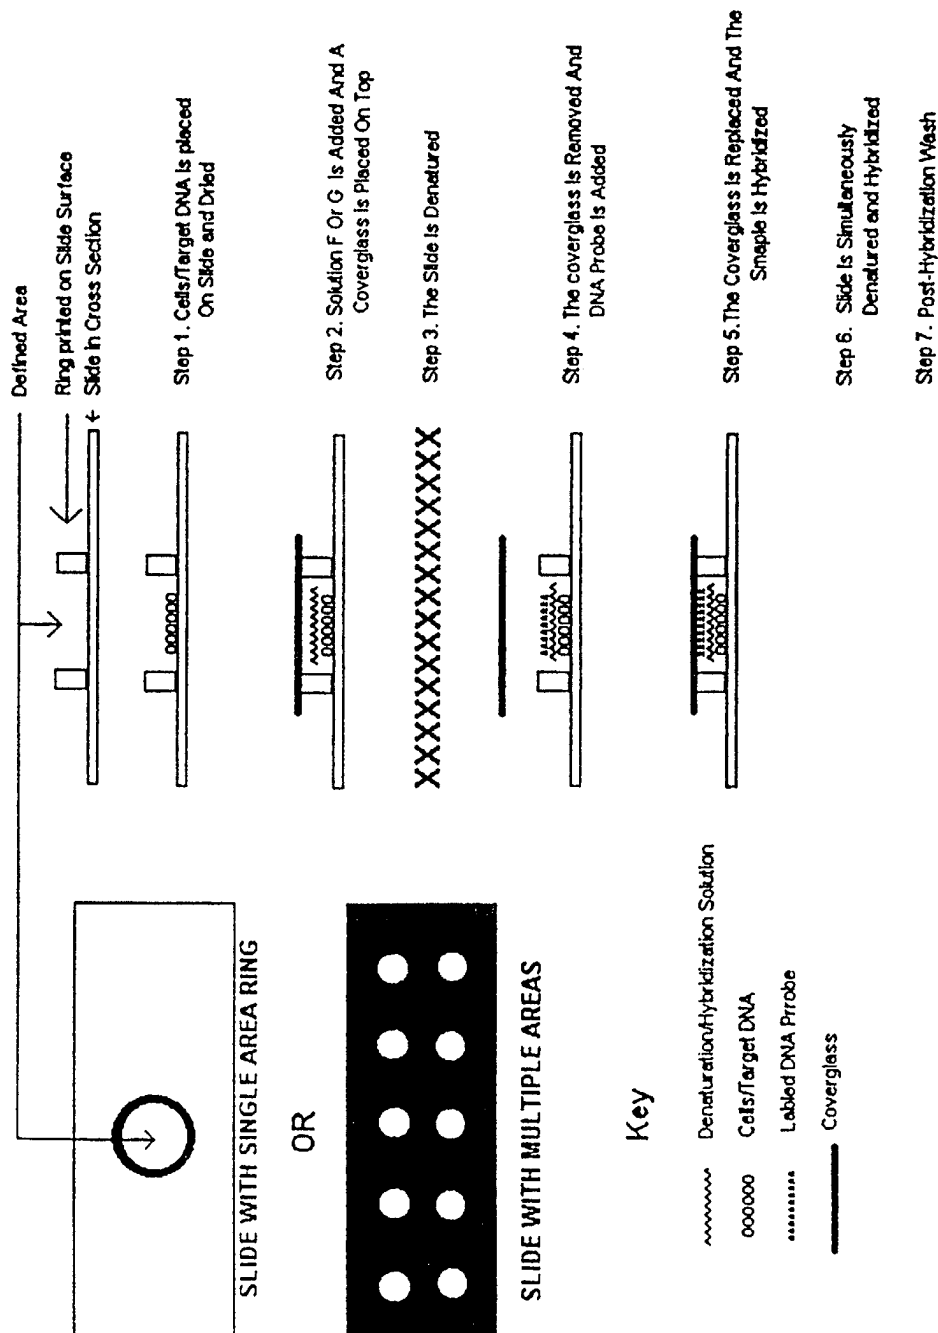 Defined Area
Ring printed on Slide Surface
Slide in Cross Section
Step 1. Cells/Target DNA is placed
On Slide and Dried
Step 2. Solution F Or G Is Added And A
Coverglass Is Placed On Top
Step 3. The Slide Is Denatured
Step 4. The coverglass Is Removed And
DNA Probe Is Added
Step 5. The Coverglass Is Replaced And The
Smaple Is Hybridized
Step 6. Slide Is Simultaneously
Denatured and Hybridized
Step 7. Post-Hybridization Wash
SLIDE WITH SINGLE AREA RING
OR
SLIDE WITH MULTIPLE AREAS
Key
Denaturation/Hybridization Solution
Cells/Target DNA
Labled DNA Prrobe
Coverglass